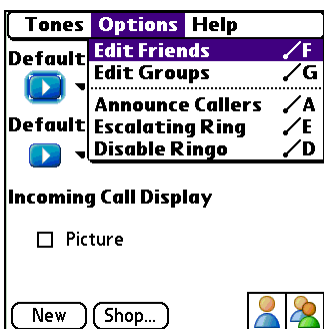 Tones Options Help
Default
Edit Friends /F
Edit Groups /G
Announce Callers /A
Default
Escalating Ring /E
Disable Ringo /D
Incoming Call Display
Picture
New Shop...